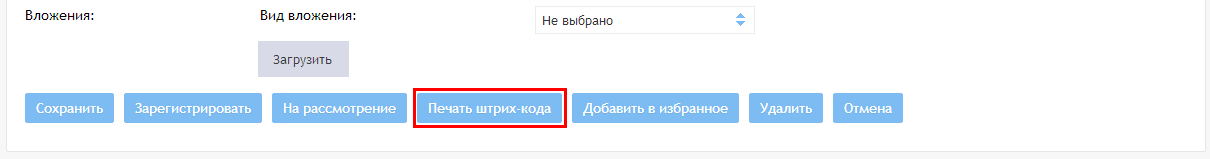 Вложения: Вид вложения: Не выбрано
Загрузить
Сохранить Зарегистрировать На рассмотрение Печать штрих-кода Добавить в избранное Удалить Отмена